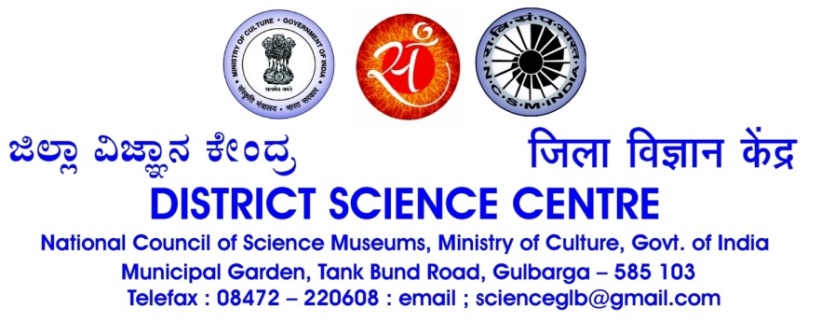 MINISTRY OF CULTURE • GOVERNMENT OF INDIA
सत्यमेव जयते
संस्कृति मंत्रालय • भारत सरकार
सं
रा.वि.सं.प.भारत
N.C.S.M.INDIA
ಜಿಲ್ಲಾ ವಿಜ್ಞಾನ ಕೇಂದ್ರ जिला विज्ञान केंद्र
DISTRICT SCIENCE CENTRE
National Council of Science Museums, Ministry of Culture, Govt. of India
Municipal Garden, Tank Bund Road, Gulbarga – 585 103
Telefax : 08472 – 220608 : email ; scienceglb@gmail.com